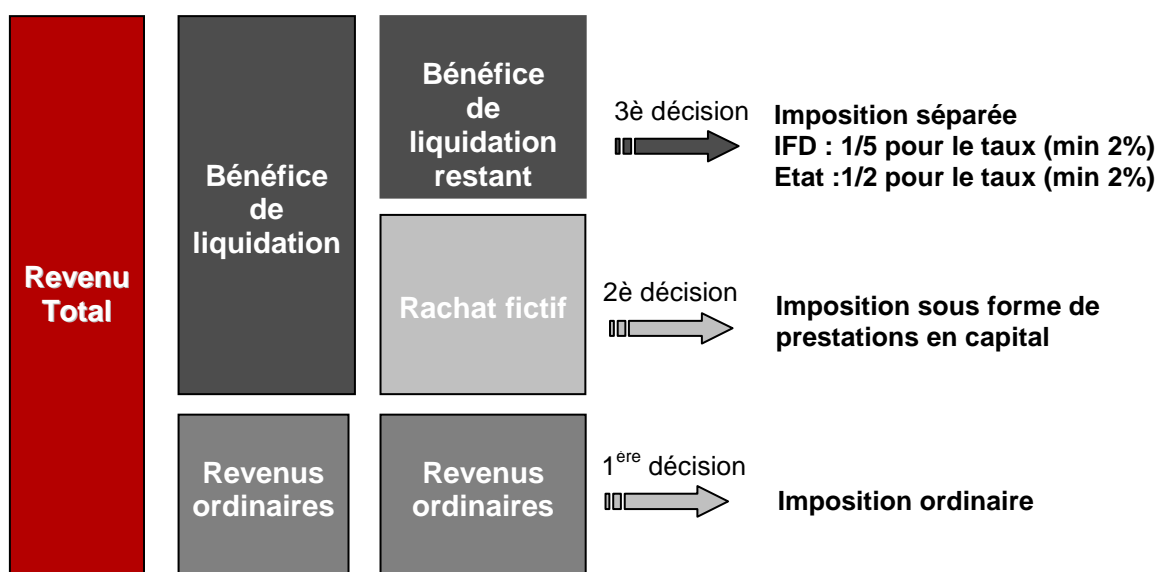 Revenu
Total
Bénéfice
de
liquidation
Revenus
ordinaires
Bénéfice
de
liquidation
restant
Rachat fictif
Revenus
ordinaires
3è décision
Imposition séparée
IFD : 1/5 pour le taux (min 2%)
Etat :1/2 pour le taux (min 2%)
2è décision
Imposition sous forme de
prestations en capital
1ère décision
Imposition ordinaire